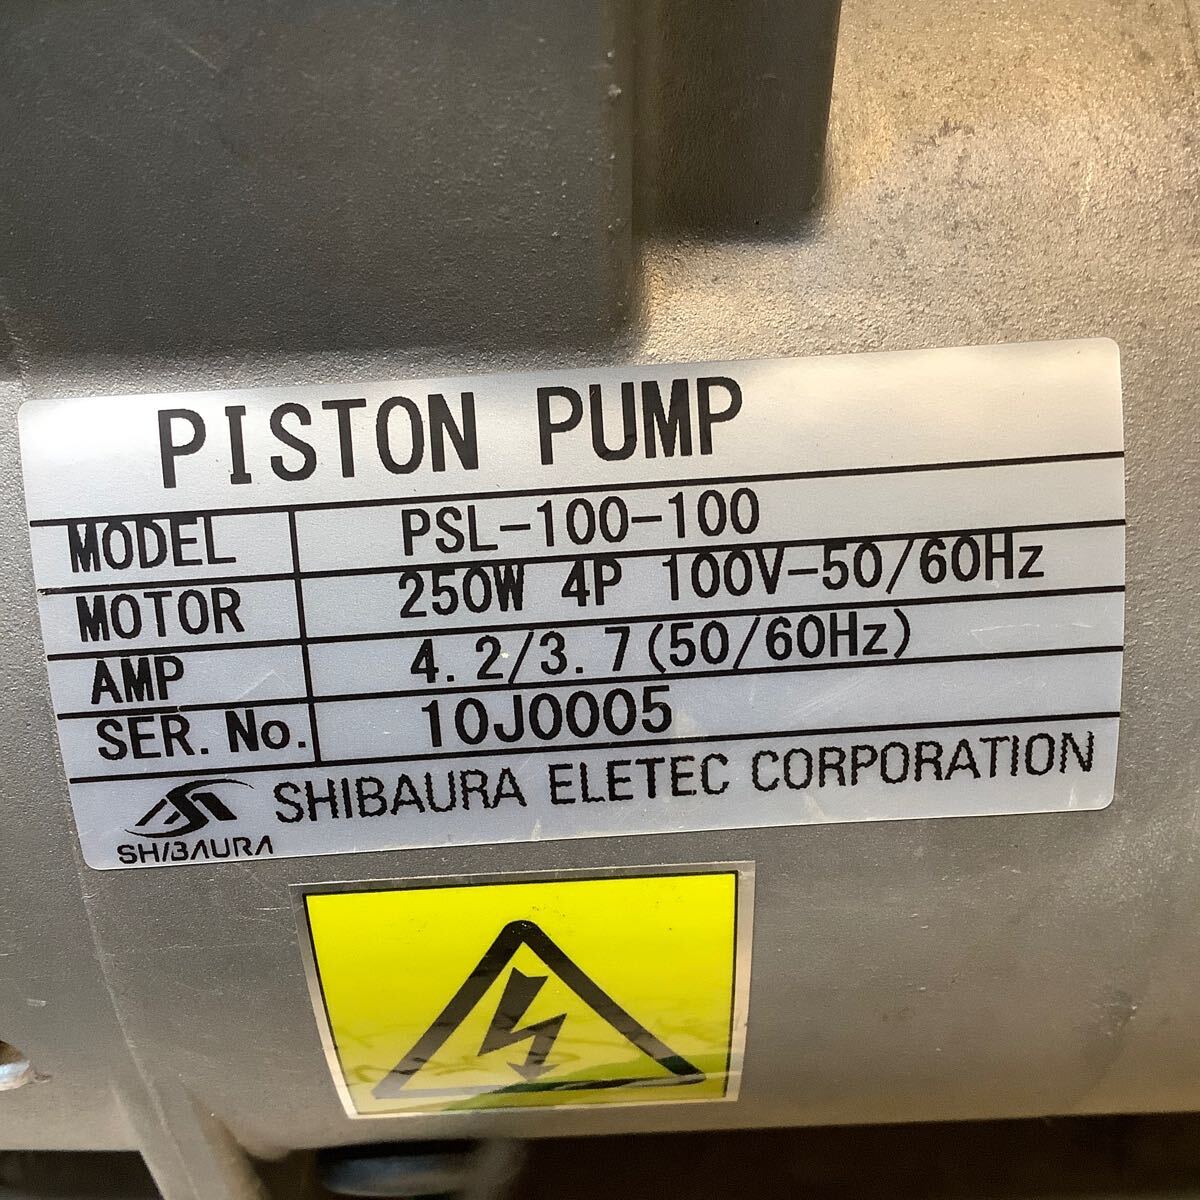 PISTON PUMP
MODEL PSL-100-100
MOTOR 250W 4P 100V-50/60Hz
AMP 4.2/3.7(50/60Hz)
SER.No. 10J0005
SHIBAURA ELETEC CORPORATION
SHIBAURA